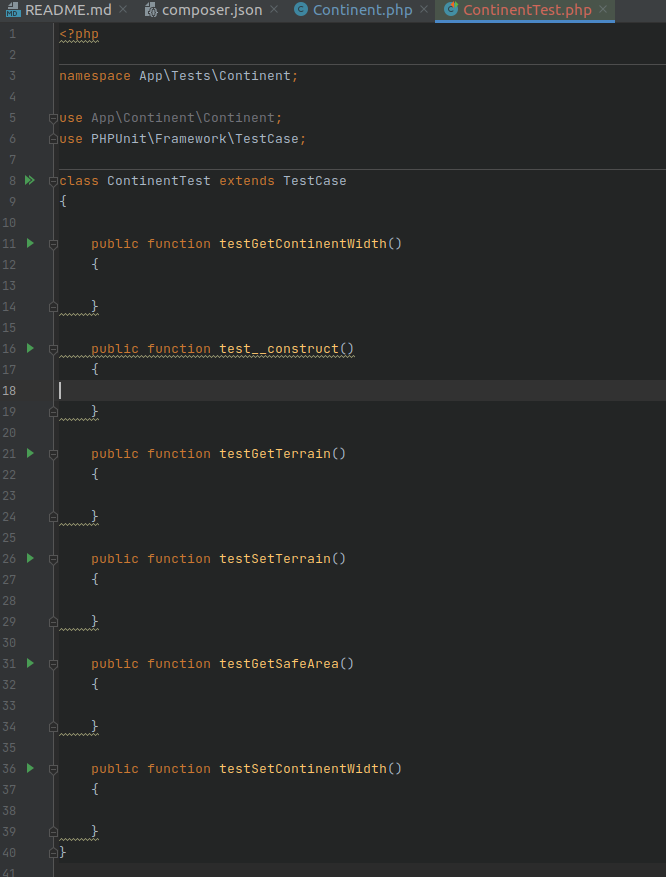 README.md × composer.json × Continent.php × ContinentTest.php ×
1 <?php
2
3 namespace App\Tests\Continent;
4
5 use App\Continent\Continent;
6 use PHPUnit\Framework\TestCase;
7
8 class ContinentTest extends TestCase
9 {
10
11     public function testGetContinentWidth()
12     {
13
14     }
15
16     public function test__construct()
17     {
18
19     }
20
21     public function testGetTerrain()
22     {
23
24     }
25
26     public function testSetTerrain()
27     {
28
29     }
30
31     public function testGetSafeArea()
32     {
33
34     }
35
36     public function testSetContinentWidth()
37     {
38
39     }
40 }
41